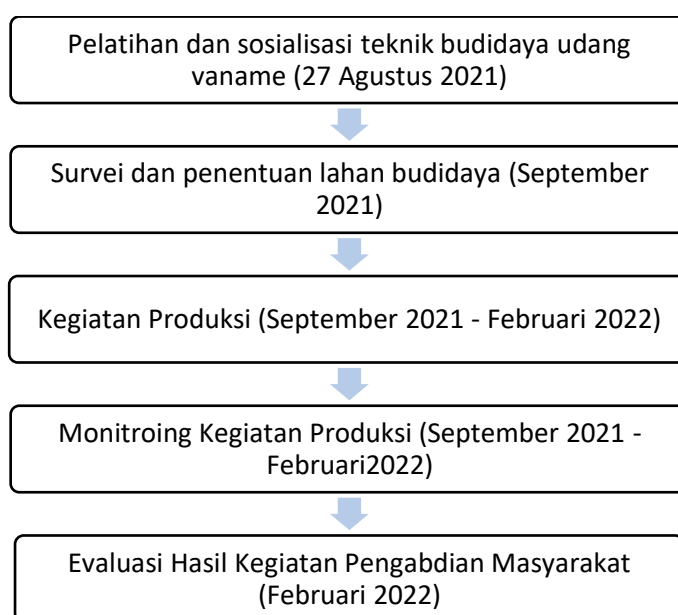 Pelatihan dan sosialisasi teknik budidaya udang
vaname (27 Agustus 2021)
Survei dan penentuan lahan budidaya (September
2021)
Kegiatan Produksi (September 2021 - Februari 2022)
Monitroing Kegiatan Produksi (September 2021 -
Februari2022)
Evaluasi Hasil Kegiatan Pengabdian Masyarakat
(Februari 2022)